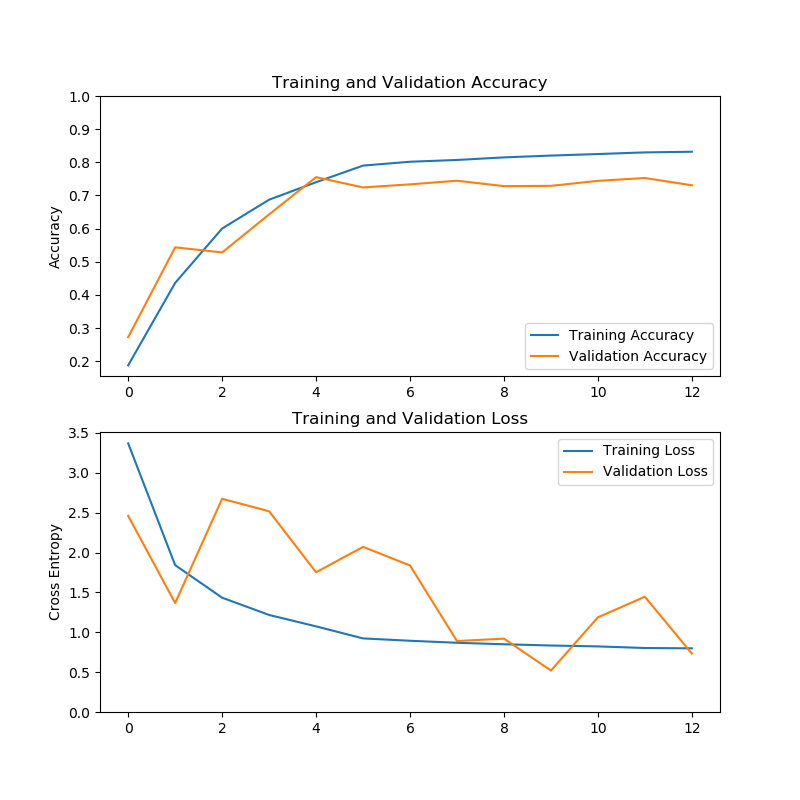 Training and Validation Accuracy
1.0
0.9
0.8
0.7
0.6
0.5
0.4
0.3
0.2
Accuracy
Training Accuracy
Validation Accuracy
0 2 4 6 8 10 12
Training and Validation Loss
3.5
3.0
2.5
2.0
1.5
1.0
0.5
0.0
Cross Entropy
Training Loss
Validation Loss
0 2 4 6 8 10 12